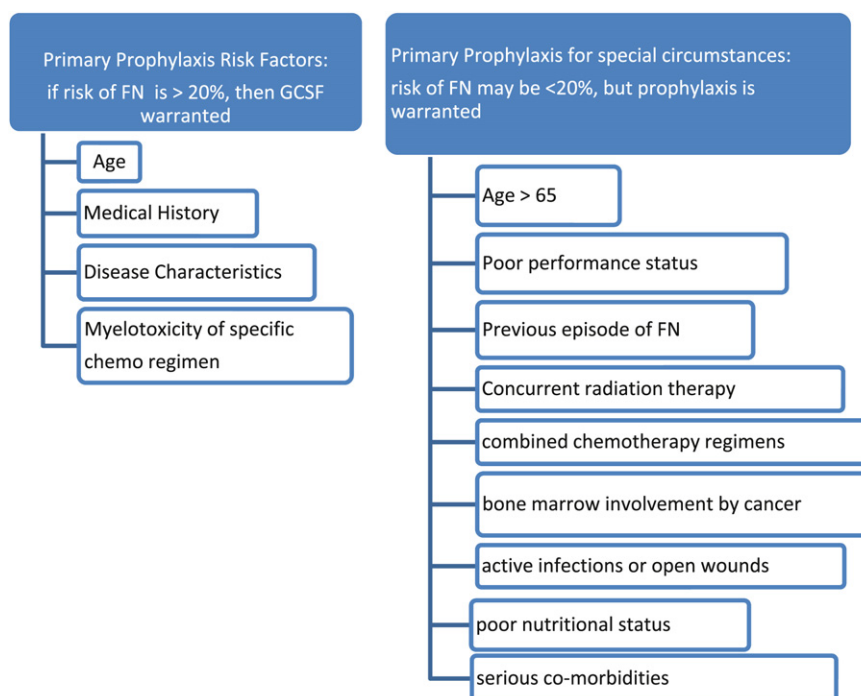 Primary Prophylaxis Risk Factors:
if risk of FN is > 20%, then GCSF
warranted
Age
Medical History
Disease Characteristics
Myelotoxicity of specific
chemo regimen
Primary Prophylaxis for special circumstances:
risk of FN may be <20%, but prophylaxis is
warranted
Age > 65
Poor performance status
Previous episode of FN
Concurrent radiation therapy
combined chemotherapy regimens
bone marrow involvement by cancer
active infections or open wounds
poor nutritional status
serious co-morbidities